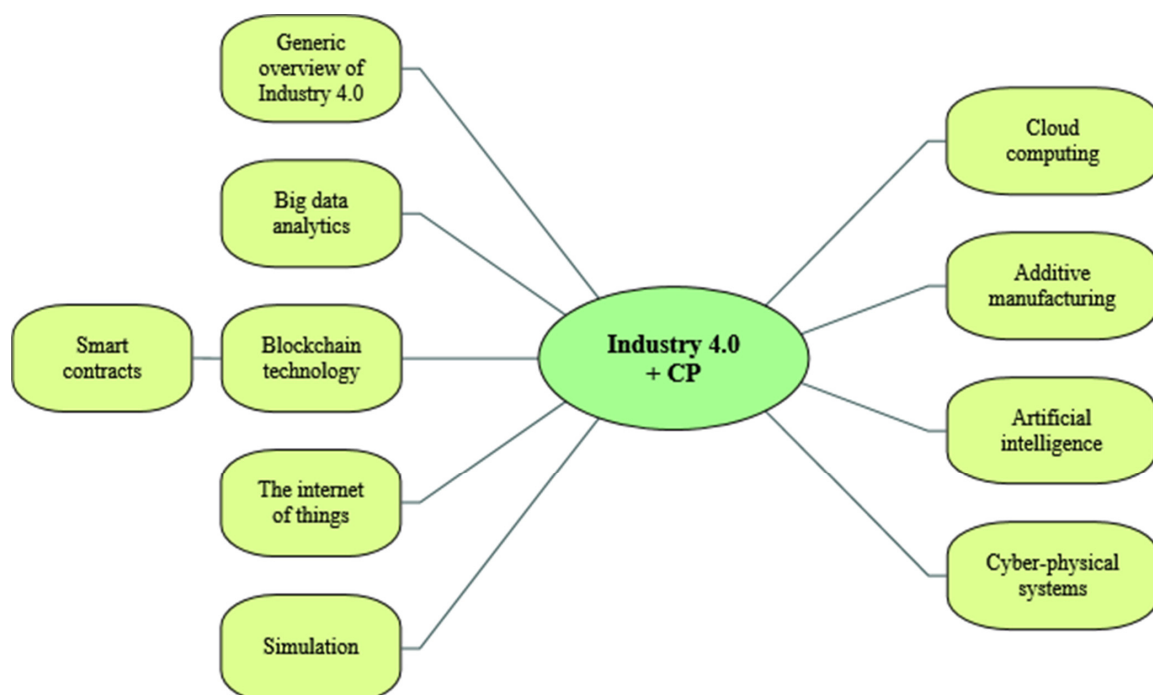 Generic
overview of
Industry 4.0
Big data
analytics
Smart
contracts
Blockchain
technology
The internet
of things
Simulation
Industry 4.0
+ CP
Cloud
computing
Additive
manufacturing
Artificial
intelligence
Cyber-physical
systems